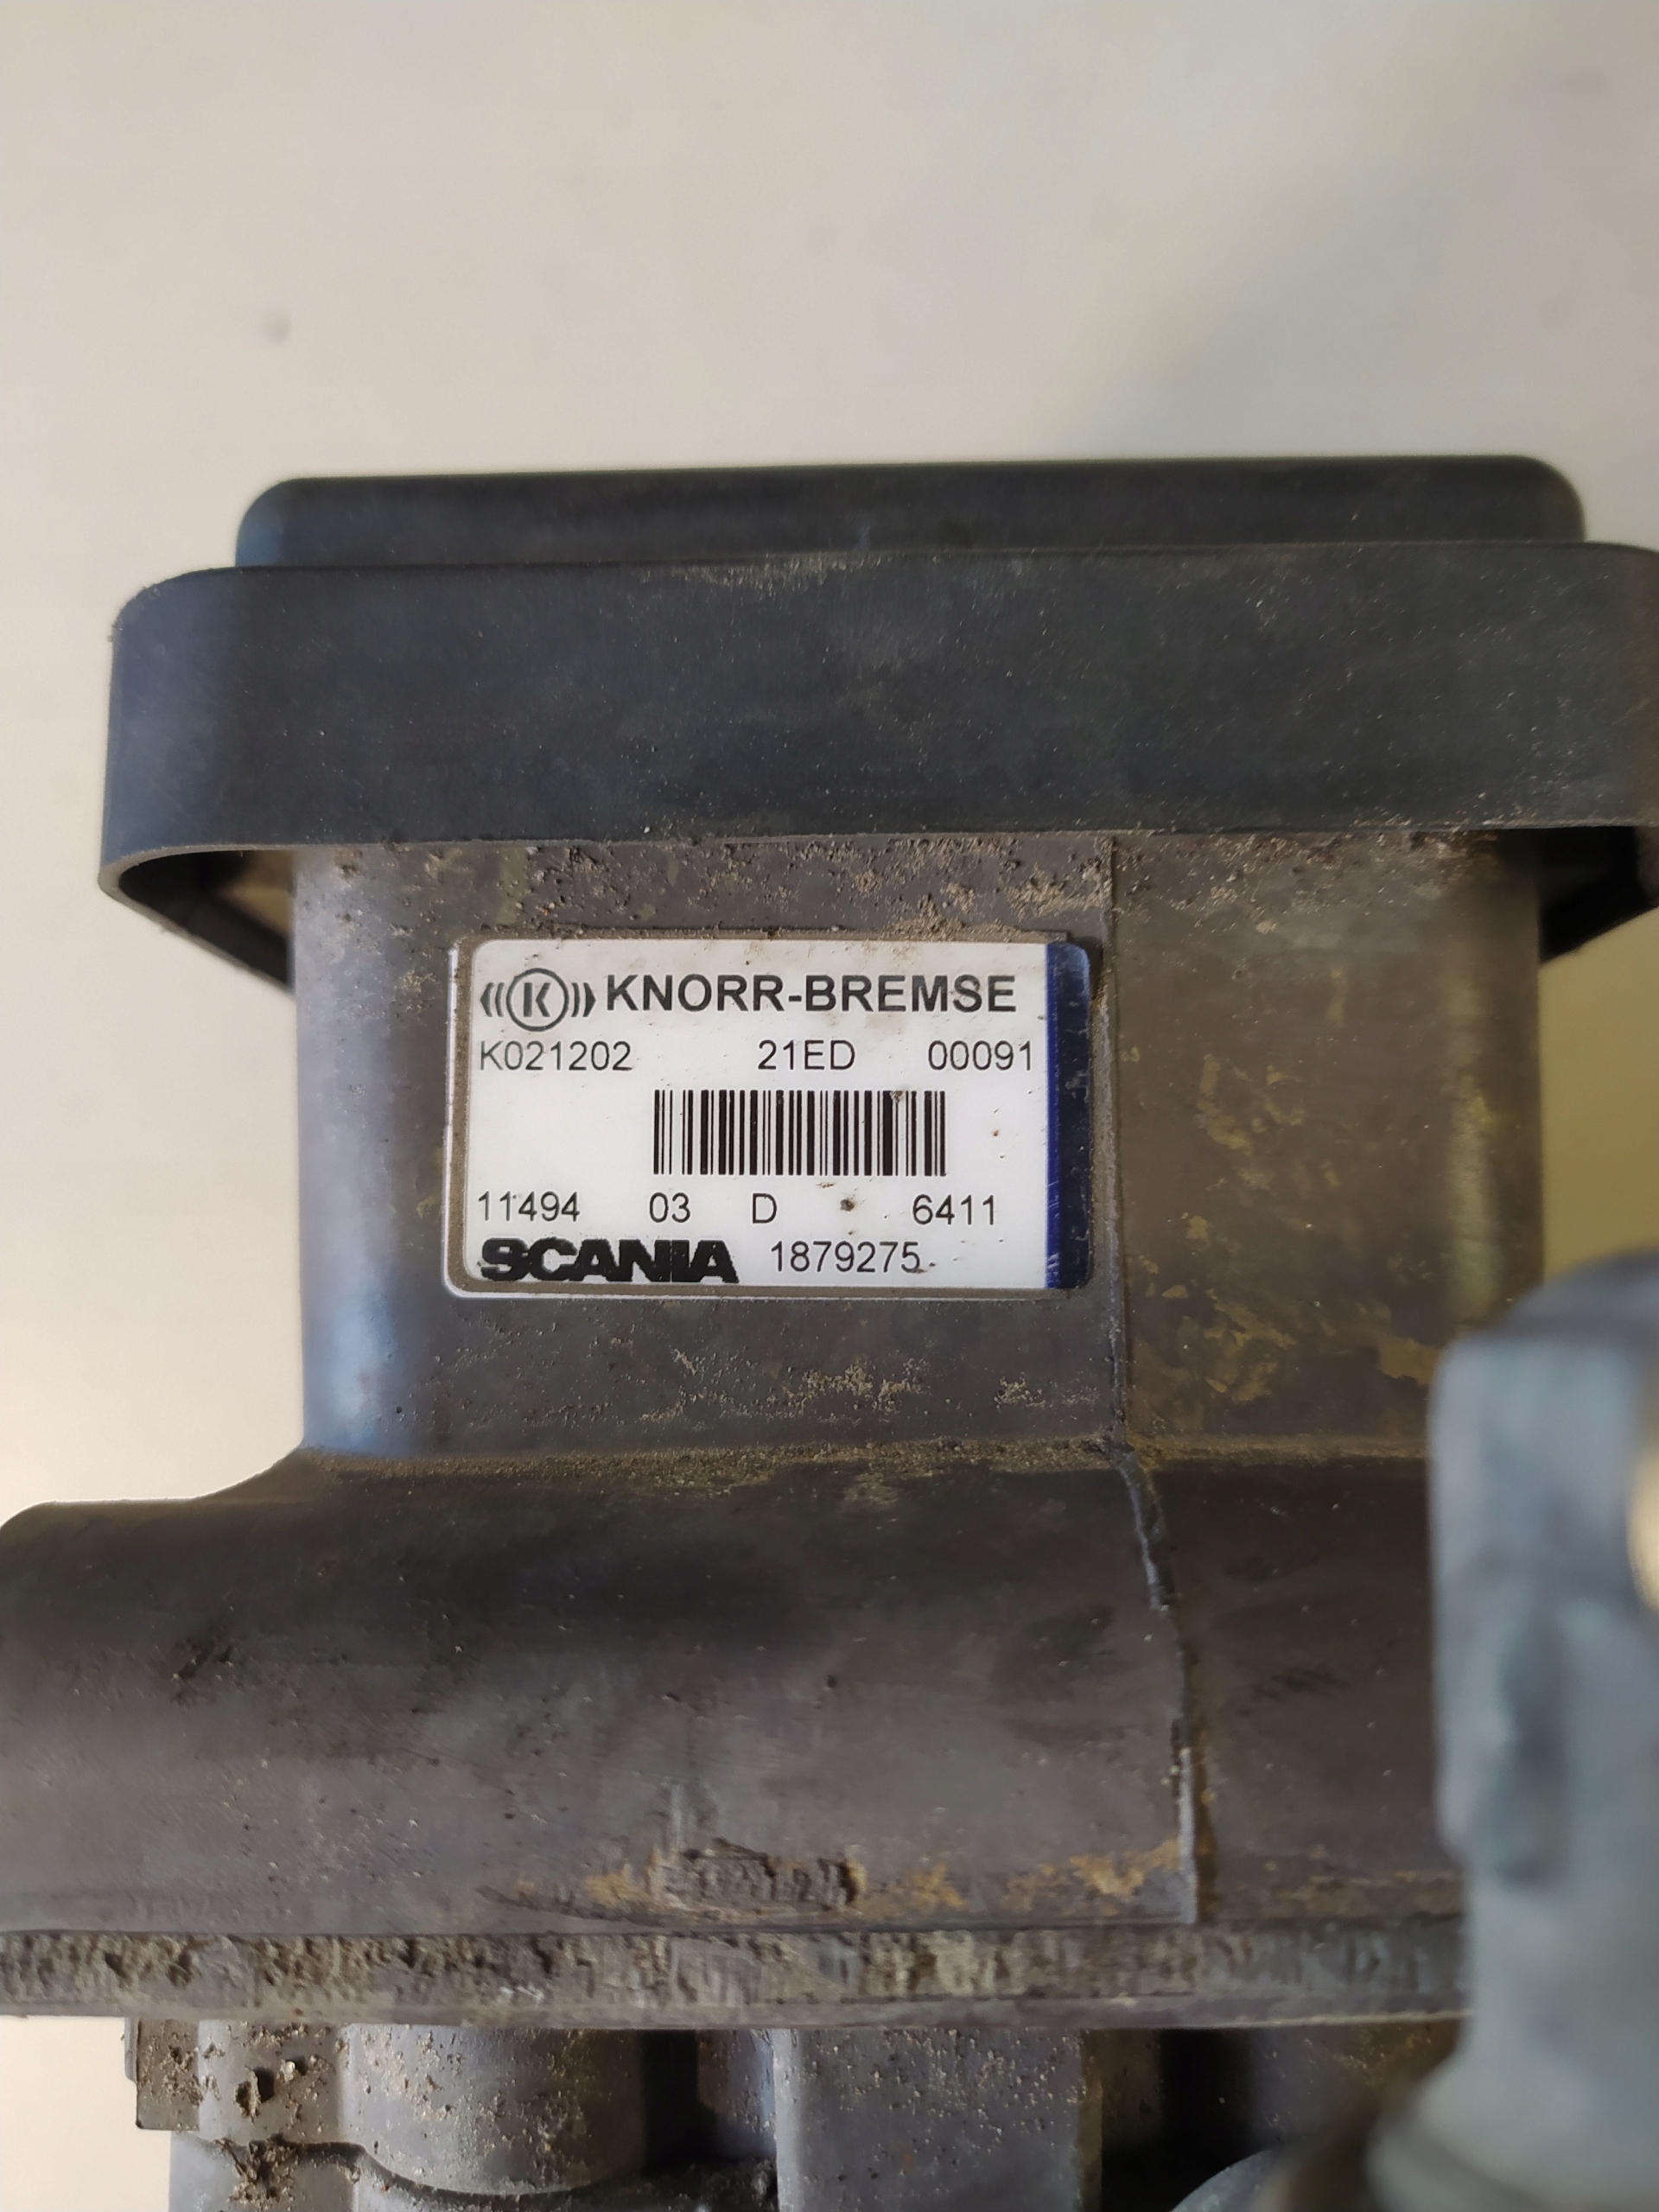 K KNORR-BREMSE
K021202 21ED 00091
11494 03 D 6411
SCANIA 1879275